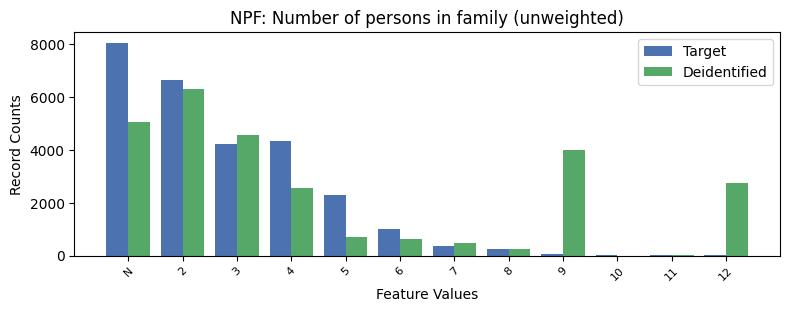 NPF: Number of persons in family (unweighted)
Target
Deidentified
Record Counts
8000
6000
4000
2000
0
N 2 3 4 5 6 7 8 9 10 11 12
Feature Values